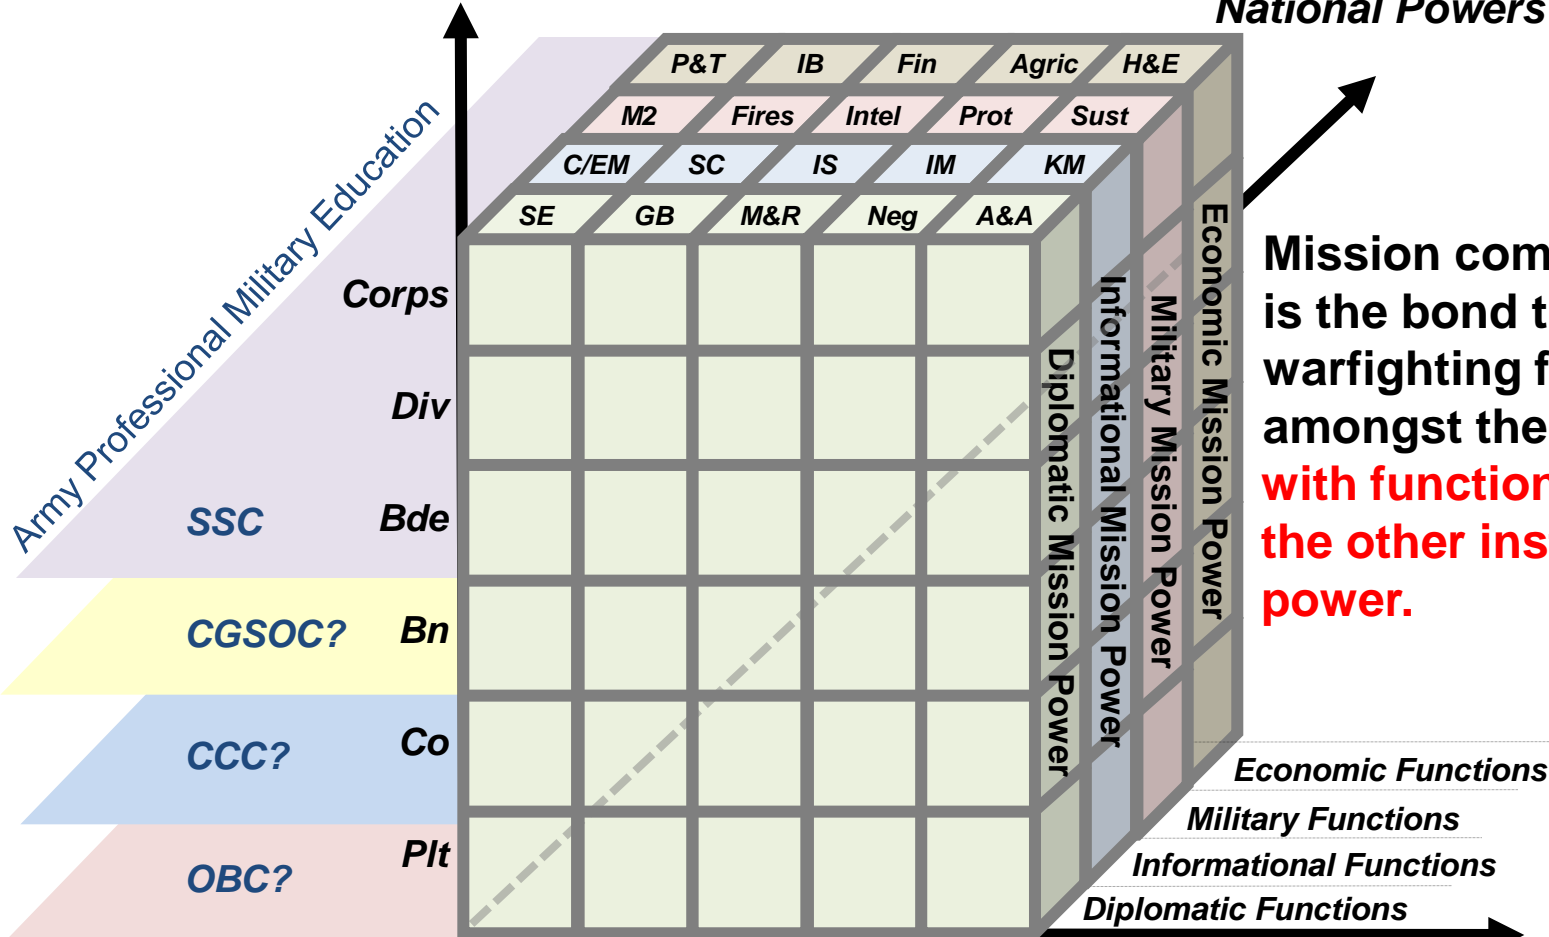 National Powers
P&T IB Fin Agric H&E
M2 Fires Intel Prot Sust
C/EM SC IS IM KM
SE GB M&R Neg A&A
Army Professional Military Education
Corps
Div
SSC Bde
CGSOC? Bn
CCC? Co
OBC? Plt
Diplomatic Mission Power
Informational Mission Power
Military Mission Power
Economic Mission Power
Mission com
is the bond t
warfighting f
amongst the
with function
the other ins
power.
Economic Functions
Military Functions
Informational Functions
Diplomatic Functions